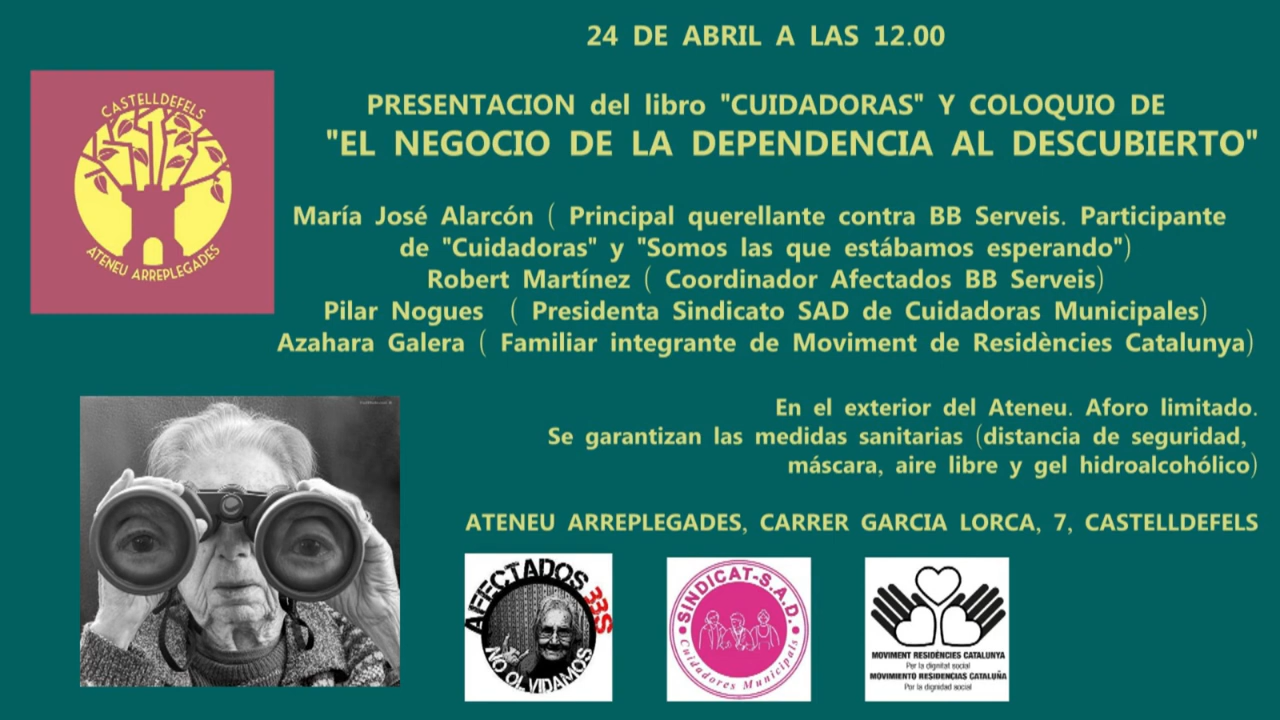 24 DE ABRIL A LAS 12.00
CASTELLDEFELS
ATENEU ARREPLEGADES
PRESENTACION del libro "CUIDADORAS" Y COLOQUIO DE
"EL NEGOCIO DE LA DEPENDENCIA AL DESCUBIERTO"
María José Alarcón ( Principal querellante contra BB Serveis. Participante
de "Cuidadoras" y "Somos las que estábamos esperando")
Robert Martínez ( Coordinador Afectados BB Serveis)
Pilar Nogues ( Presidenta Sindicato SAD de Cuidadoras Municipales)
Azahara Galera ( Familiar integrante de Moviment de Residències Catalunya)
En el exterior del Ateneu. Aforo limitado.
Se garantizan las medidas sanitarias (distancia de seguridad,
máscara, aire libre y gel hidroalcohólico)
ATENEU ARREPLEGADES, CARRER GARCIA LORCA, 7, CASTELLDEFELS
AFECTADOS BBS
NO OLVIDAMOS
SINDICAT-S.A.D.
Cuidadores Municipals
MOVIMENT RESIDÈNCIES CATALUNYA
Per la dignitat social
MOVIMIENTO RESIDENCIAS CATALUÑA
Por la dignidad social